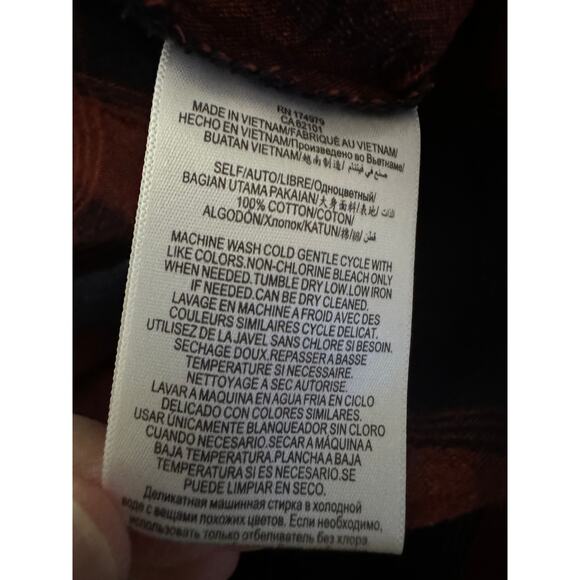 RN 174979
CA 62101
MADE IN VIETNAM/FABRIQUÉ AU VIETNAM/
HECHO EN VIETNAM/Произведено во Вьетнаме/
BUATAN VIETNAM/越南制造/ صنع في فيتنام
SELF/AUTO/LIBRE/Одноцветный/
BAGIAN UTAMA PAKAIAN/大身面料/表地/ الذات
100% COTTON/COTON/
ALGODÓN/Хлопок/KATUN/棉/綿/ قطن
MACHINE WASH COLD GENTLE CYCLE WITH
LIKE COLORS.NON-CHLORINE BLEACH ONLY
WHEN NEEDED.TUMBLE DRY LOW.LOW IRON
IF NEEDED.CAN BE DRY CLEANED.
LAVAGE EN MACHINE A FROID AVEC DES
COULEURS SIMILAIRES CYCLE DELICAT.
UTILISEZ DE LA JAVEL SANS CHLORE SI BESOIN.
SECHAGE DOUX.REPASSER A BASSE
TEMPERATURE SI NECESSAIRE.
NETTOYAGE A SEC AUTORISE.
LAVAR A MAQUINA EN AGUA FRIA EN CICLO
DELICADO CON COLORES SIMILARES.
USAR ÚNICAMENTE BLANQUEADOR SIN CLORO
CUANDO NECESARIO.SECAR A MÁQUINA A
BAJA TEMPERATURA.PLANCHA A BAJA
TEMPERATURA SI ES NECESARIO.SE
PUEDE LIMPIAR EN SECO.
Деликатная машинная стирка в холодной
воде с вещами похожих цветов. Если необходимо,
использовать только отбеливатель без хлора.